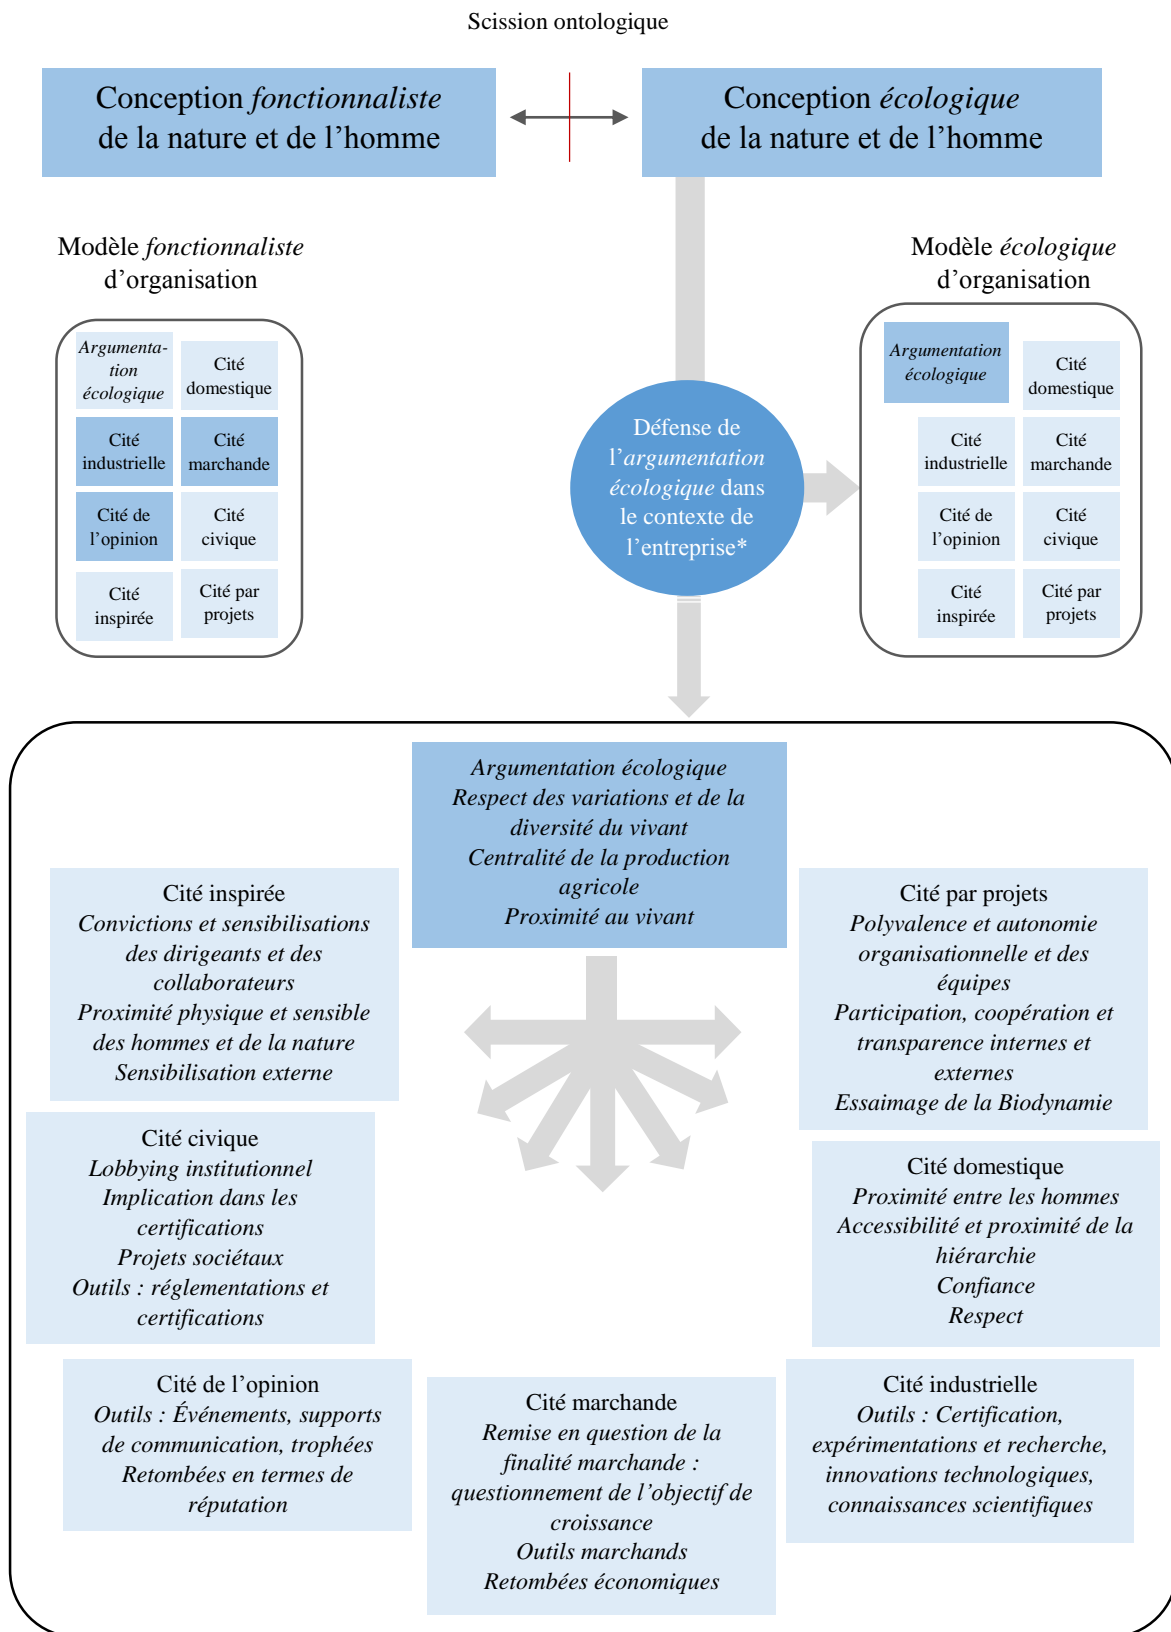 Scission ontologique
Conception fonctionnaliste
de la nature et de l’homme
Conception écologique
de la nature et de l’homme
Modèle fonctionnaliste
d’organisation
Argumenta-
tion
écologique
Cité
domestique
Cité
industrielle
Cité
marchande
Cité de
l’opinion
Cité
civique
Cité
inspirée
Cité par
projets
Défense de
l’argumentation
écologique dans
le contexte de
l’entreprise*
Modèle écologique
d’organisation
Argumentation
écologique
Cité
domestique
Cité
industrielle
Cité
marchande
Cité de
l’opinion
Cité
civique
Cité
inspirée
Cité par
projets
Argumentation écologique
Respect des variations et de la
diversité du vivant
Centralité de la production
agricole
Proximité au vivant
Cité inspirée
Convictions et sensibilisations
des dirigeants et des
collaborateurs
Proximité physique et sensible
des hommes et de la nature
Sensibilisation externe
Cité par projets
Polyvalence et autonomie
organisationnelle et des
équipes
Participation, coopération et
transparence internes et
externes
Essaimage de la Biodynamie
Cité civique
Lobbying institutionnel
Implication dans les
certifications
Projets sociétaux
Outils : réglementations et
certifications
Cité domestique
Proximité entre les hommes
Accessibilité et proximité de la
hiérarchie
Confiance
Respect
Cité de l’opinion
Outils : Événements, supports
de communication, trophées
Retombées en termes de
réputation
Cité marchande
Remise en question de la
finalité marchande :
questionnement de l’objectif de
croissance
Outils marchands
Retombées économiques
Cité industrielle
Outils : Certification,
expérimentations et recherche,
innovations technologiques,
connaissances scientifiques